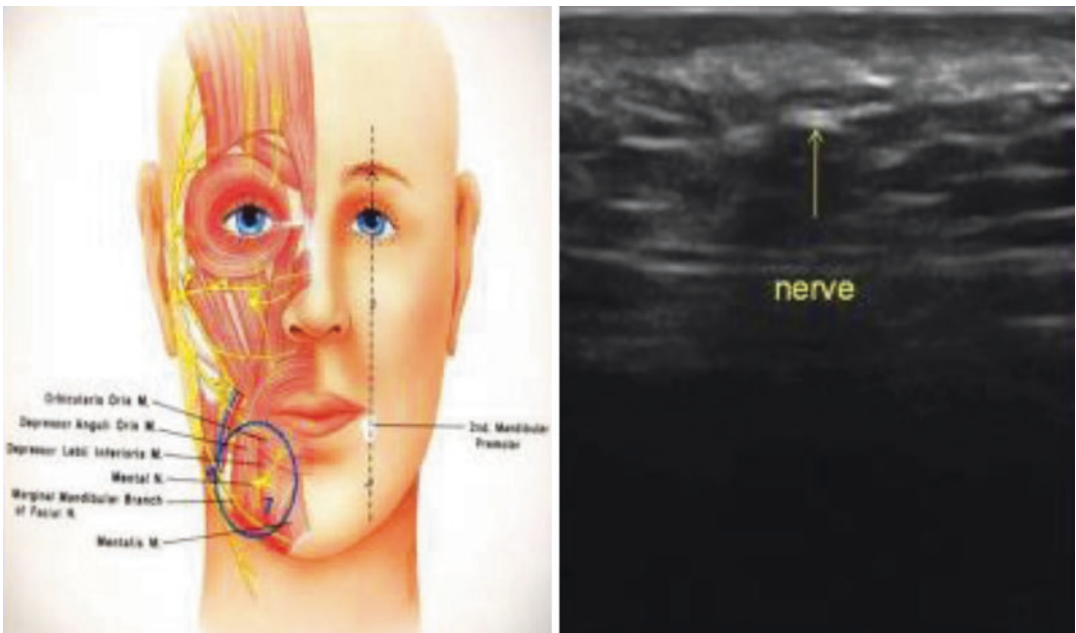 Orbicularis Oris M.
Depressor Anguli Oris M.
Depressor Labii Inferioris M.
Mental N.
Marginal Mandibular Branch
of Facial N.
Mentalis M.
7
2nd. Mandibular
Premolar
nerve